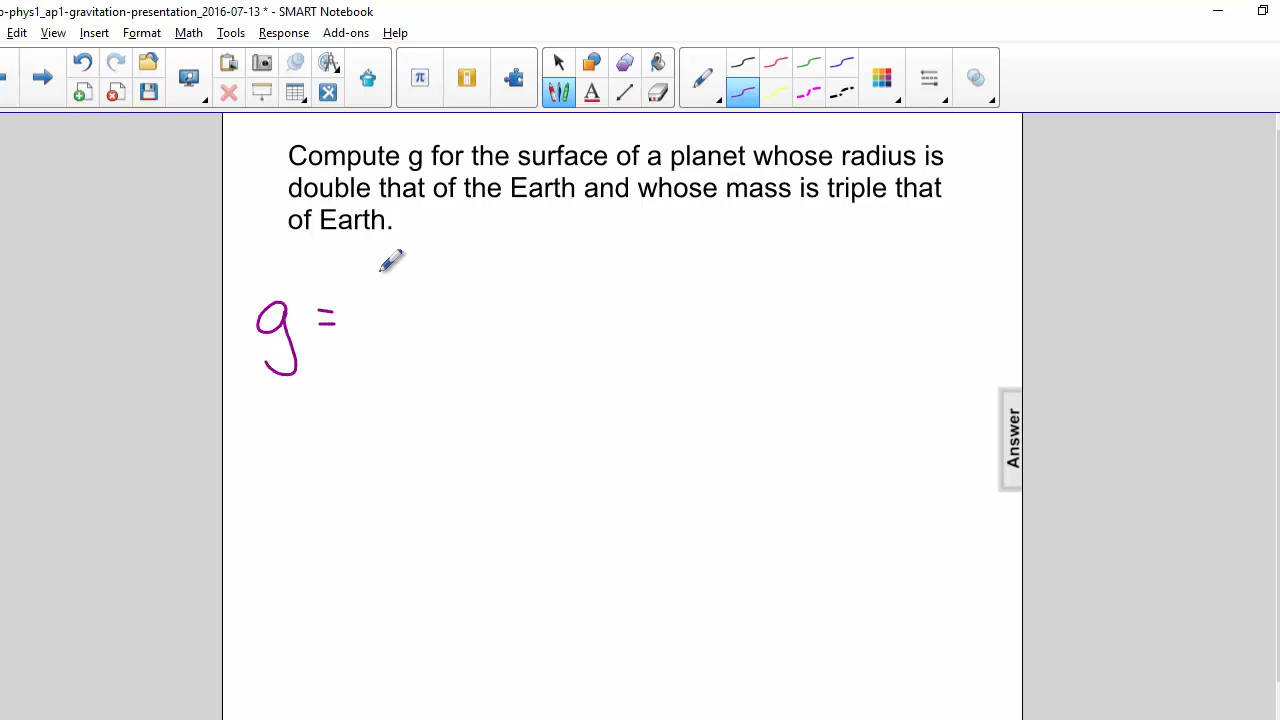 o-phys1_ap1-gravitation-presentation_2016-07-13 * - SMART Notebook
Edit View Insert Format Math Tools Response Add-ons Help
π
A
Compute g for the surface of a planet whose radius is
double that of the Earth and whose mass is triple that
of Earth.
g =
Answer